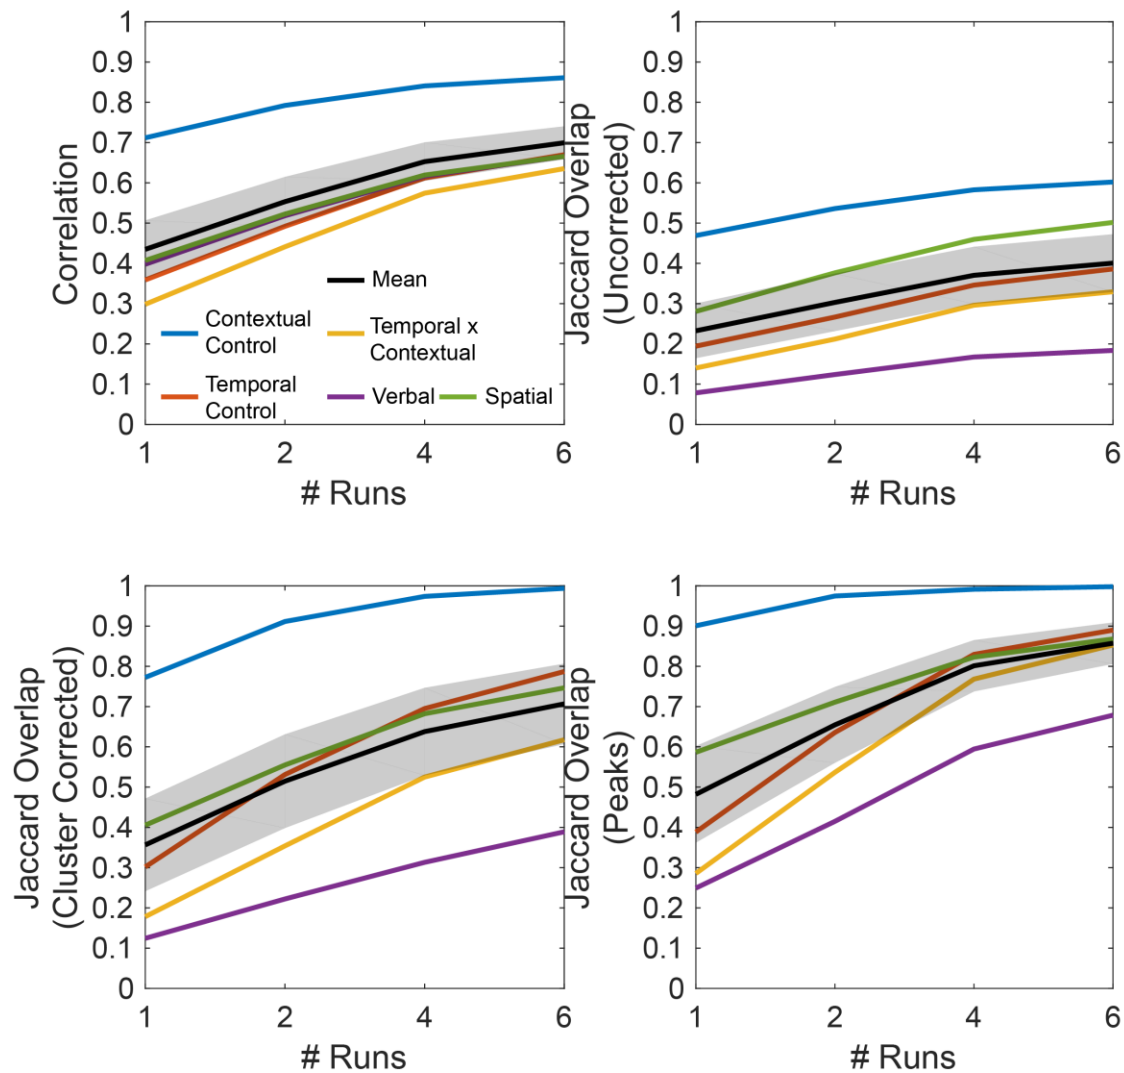 1
0.9
0.8
0.7
0.6
0.5
0.4
0.3
0.2
0.1
0
Correlation
Mean
Contextual
Control
Temporal x
Contextual
Temporal
Control
Verbal
Spatial
1 2 4 6
# Runs
1
0.9
0.8
0.7
0.6
0.5
0.4
0.3
0.2
0.1
0
Jaccard Overlap
(Uncorrected)
1 2 4 6
# Runs
1
0.9
0.8
0.7
0.6
0.5
0.4
0.3
0.2
0.1
0
Jaccard Overlap
(Cluster Corrected)
1 2 4 6
# Runs
1
0.9
0.8
0.7
0.6
0.5
0.4
0.3
0.2
0.1
0
Jaccard Overlap
(Peaks)
1 2 4 6
# Runs